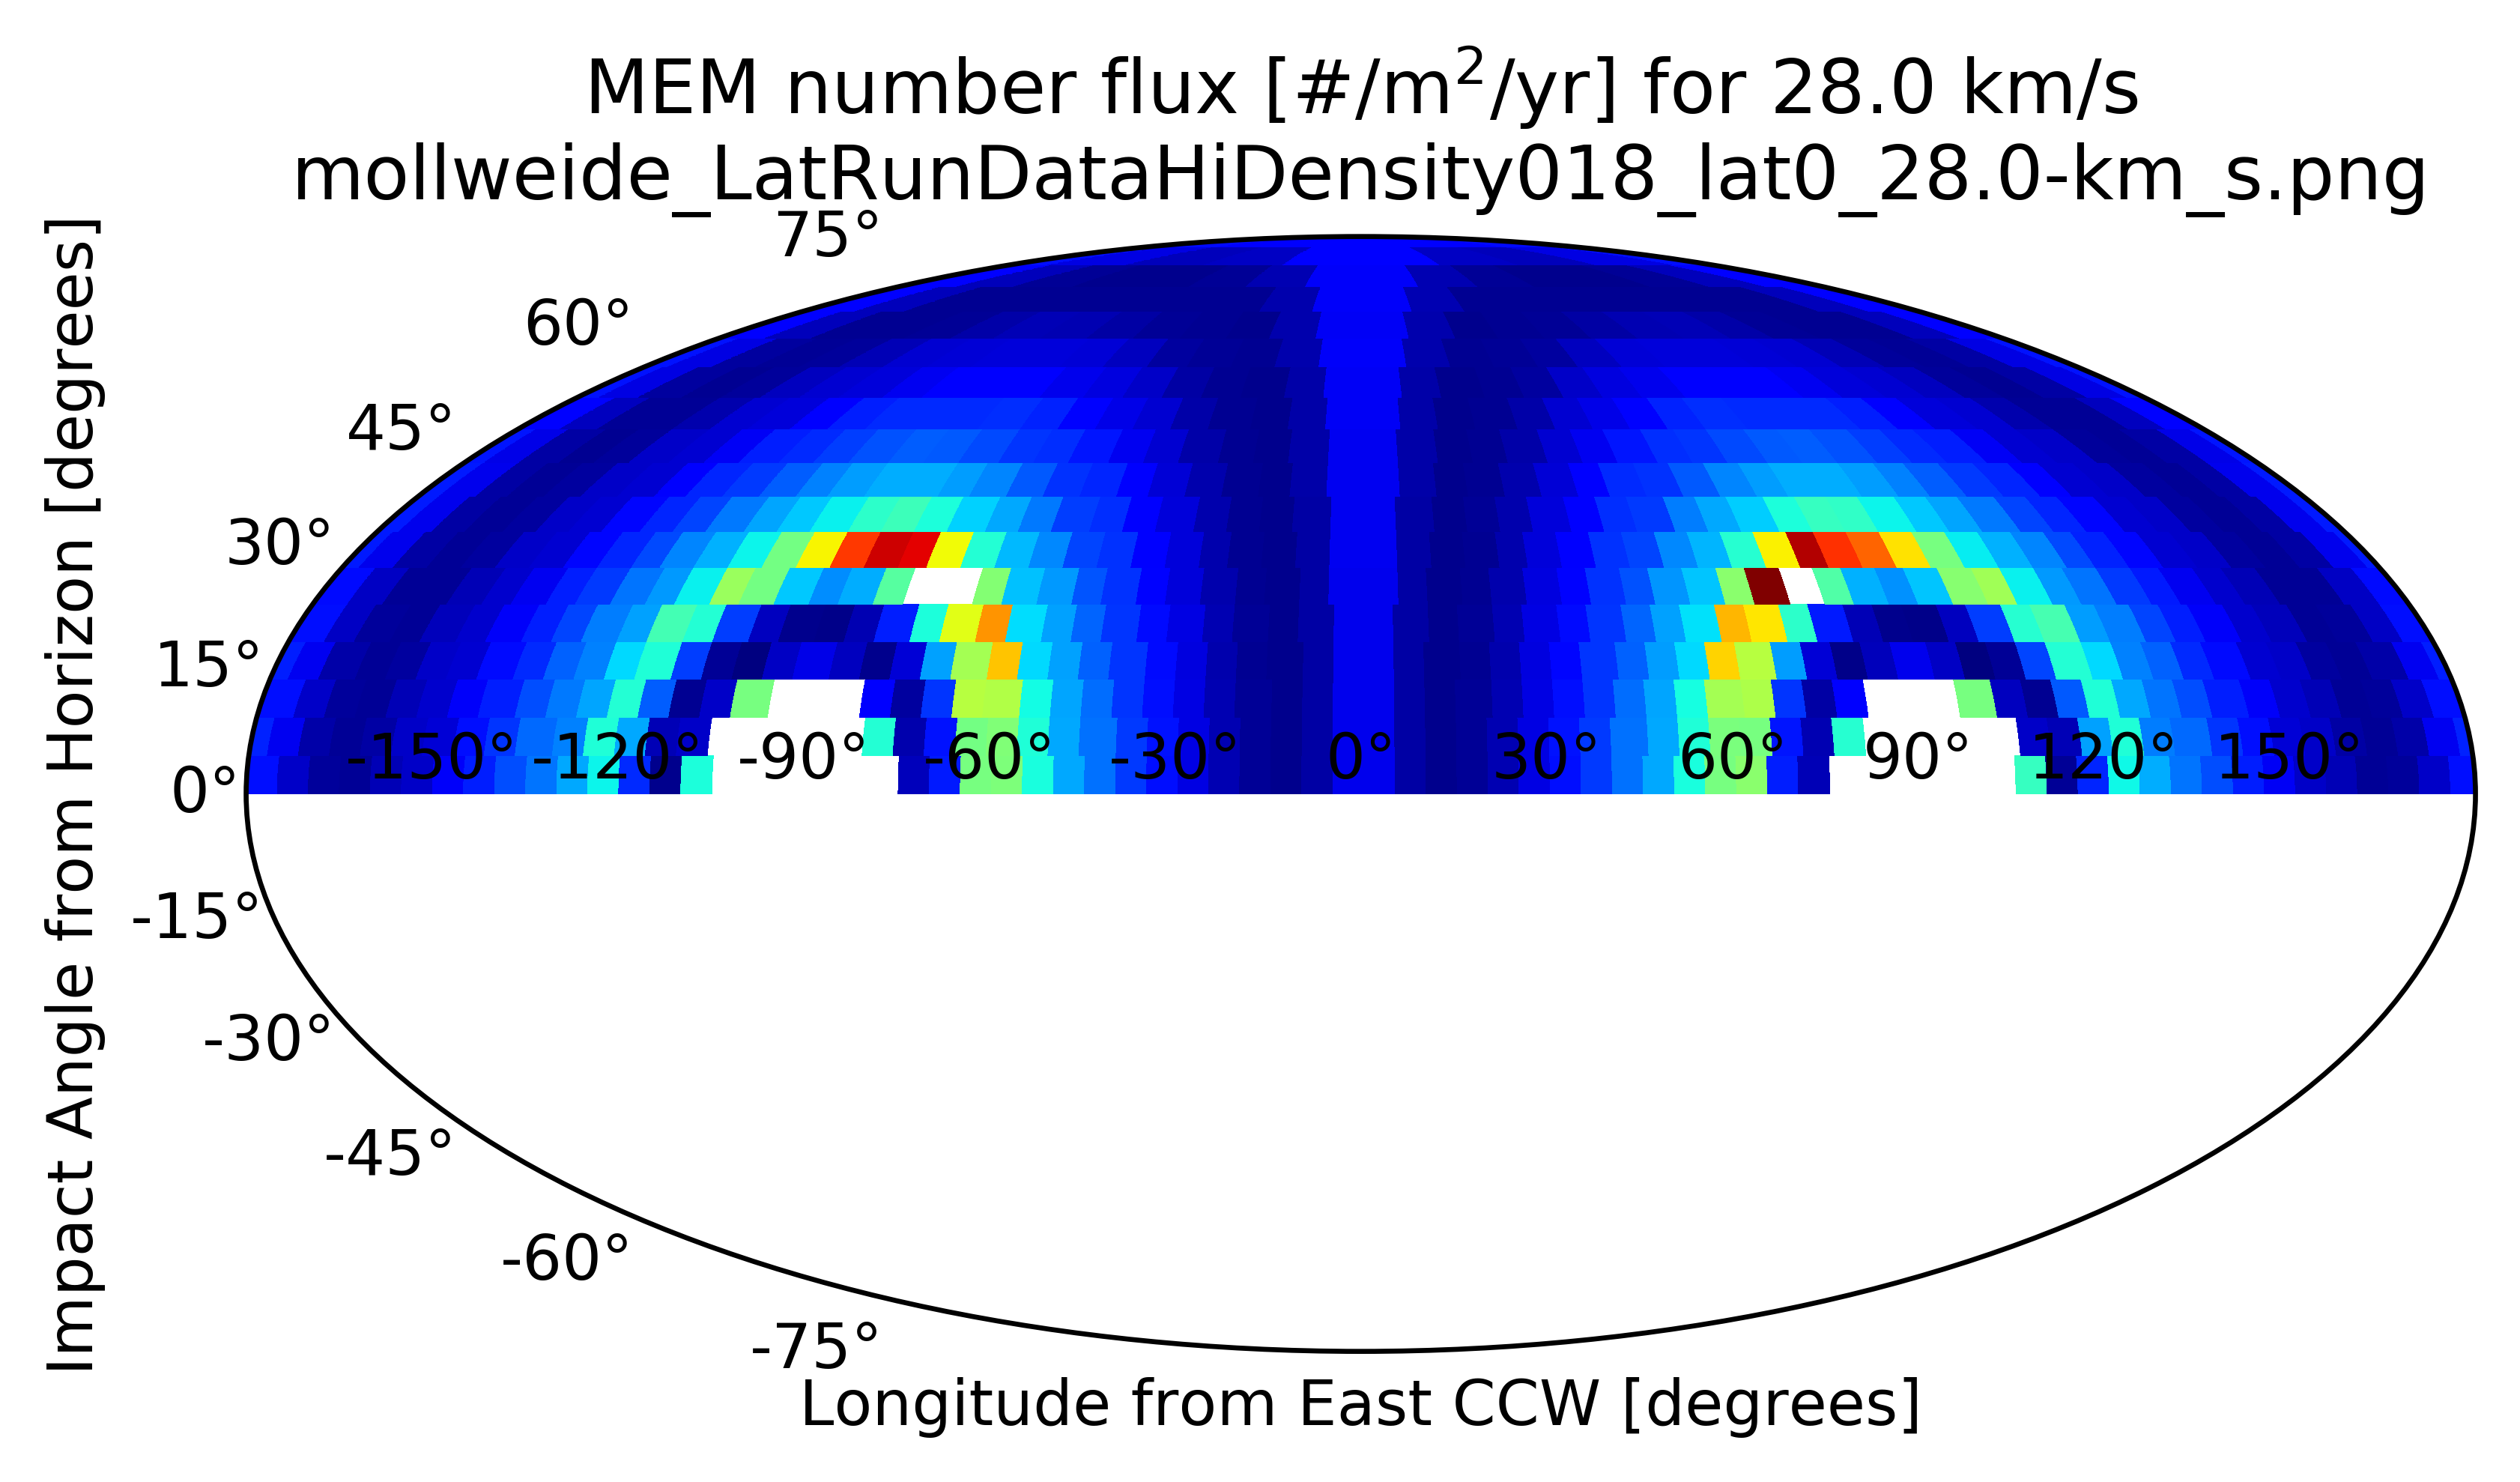 MEM number flux [#/m²/yr] for 28.0 km/s
mollweide_LatRunDataHiDensity018_lat0_28.0-km_s.png
Impact Angle from Horizon [degrees]
75°
60°
45°
30°
15°
0°
-15°
-30°
-45°
-60°
-75°
-150° -120° -90° -60° -30° 0° 30° 60° 90° 120° 150°
Longitude from East CCW [degrees]